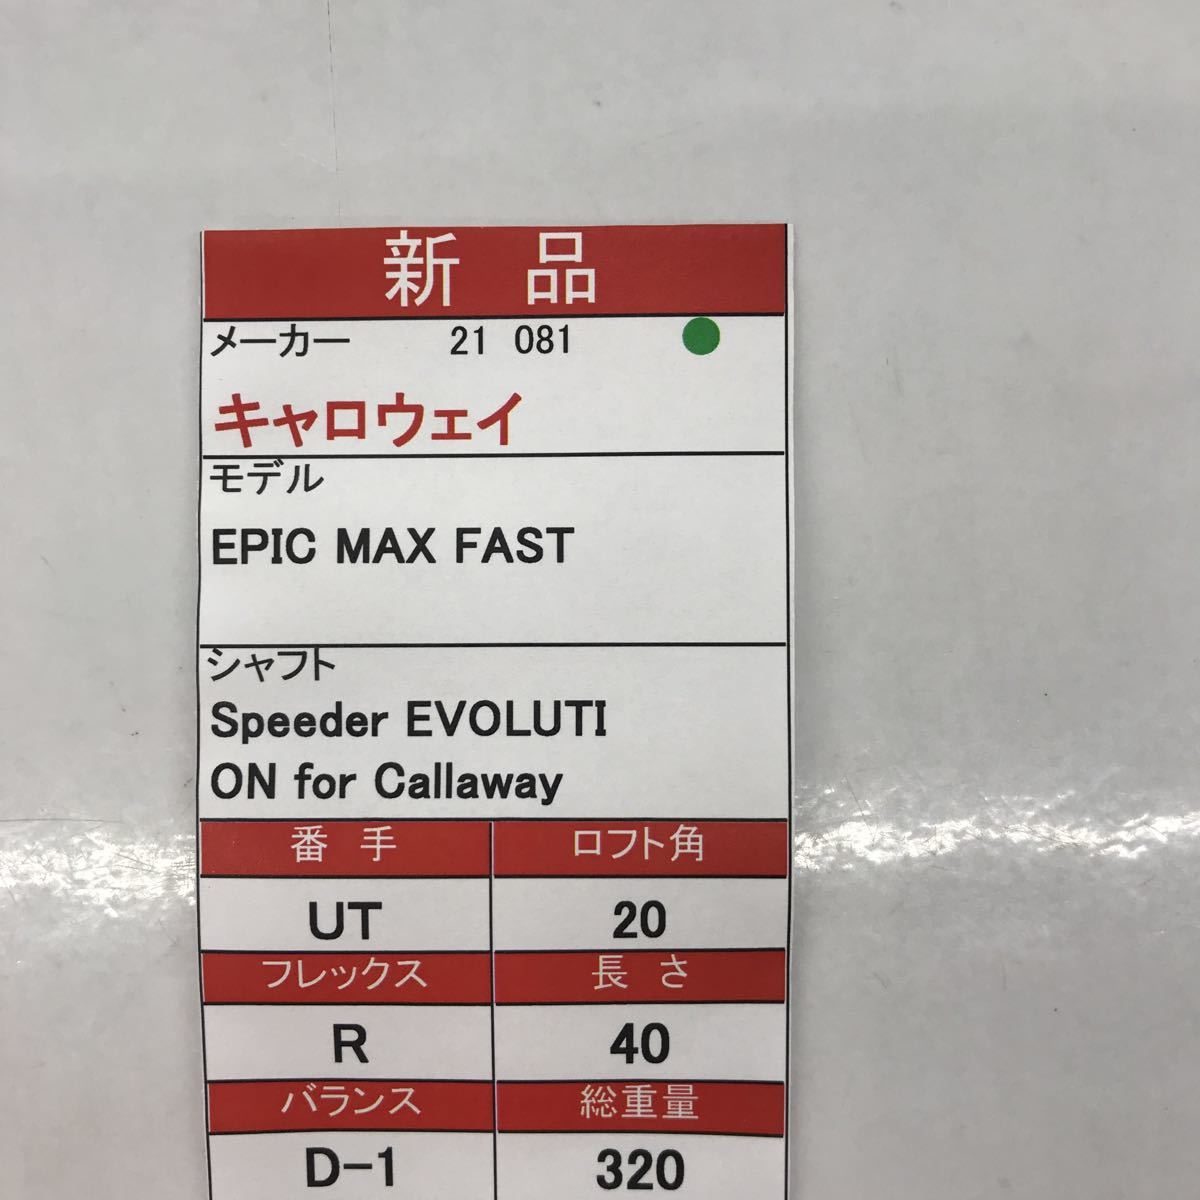 新 品
メーカー 21 081
キャロウェイ
モデル
EPIC MAX FAST
シャフト
Speeder EVOLUTI
ON for Callaway
番 手 ロフト角
UT 20
フレックス 長 さ
R 40
バランス 総重量
D-1 320